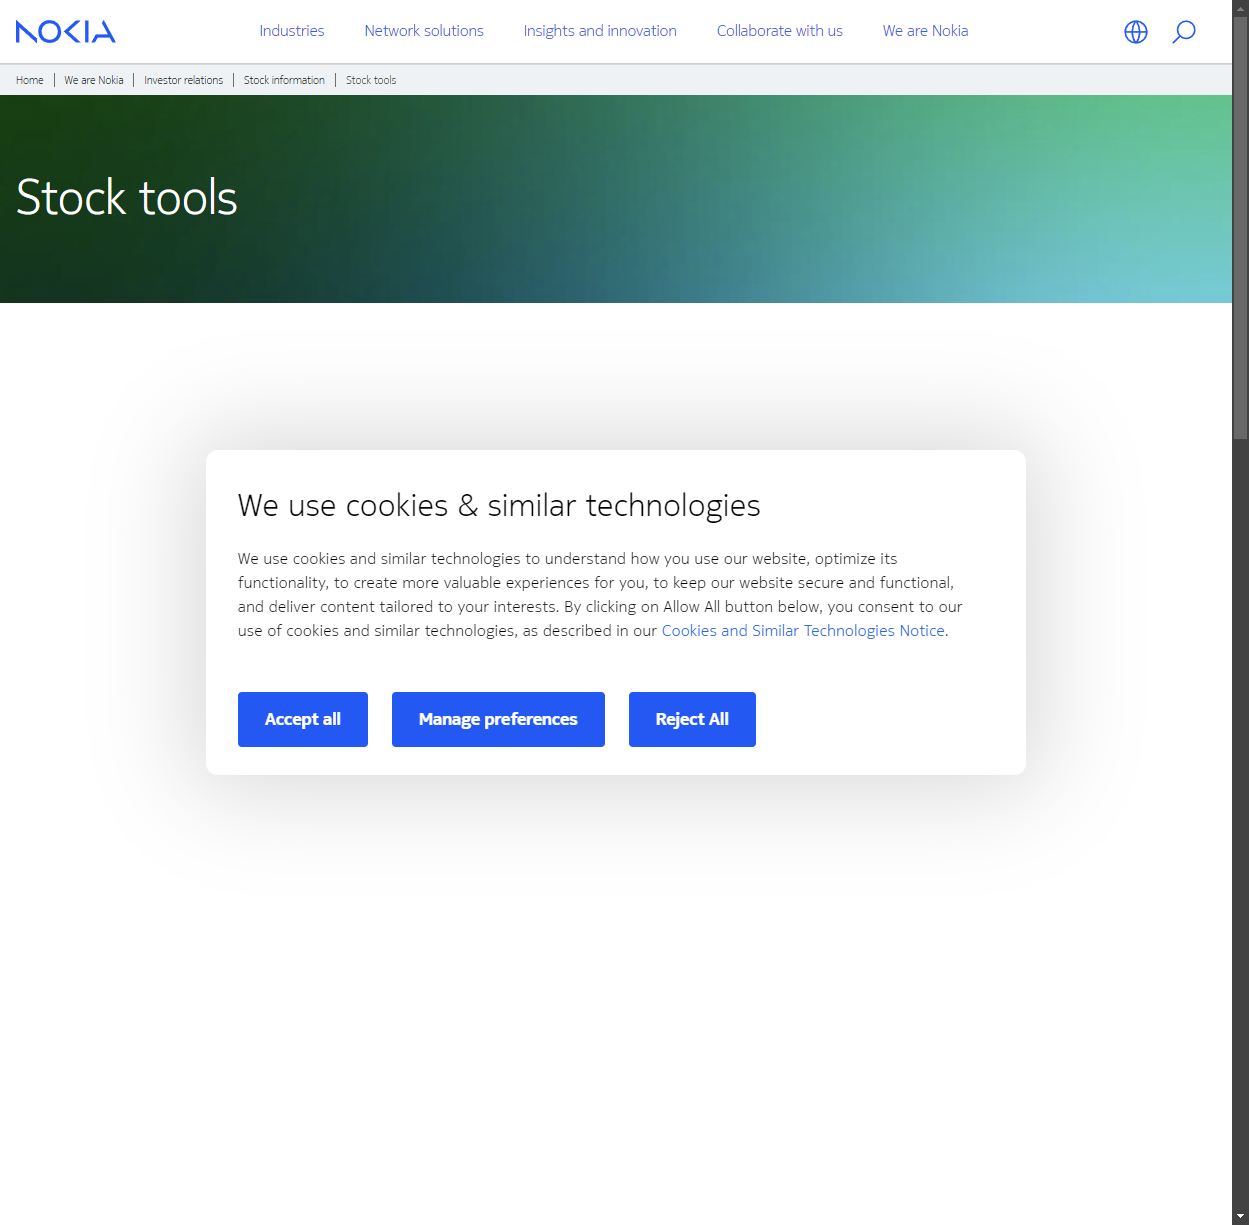 NOKIA
Industries
Network solutions
Insights and innovation
Collaborate with us
We are Nokia
Home
We are Nokia
Investor relations
Stock information
Stock tools
Stock tools
We use cookies & similar technologies
We use cookies and similar technologies to understand how you use our website, optimize its
functionality, to create more valuable experiences for you, to keep our website secure and functional,
and deliver content tailored to your interests. By clicking on Allow All button below, you consent to our
use of cookies and similar technologies, as described in our Cookies and Similar Technologies Notice.
Accept all
Manage preferences
Reject All